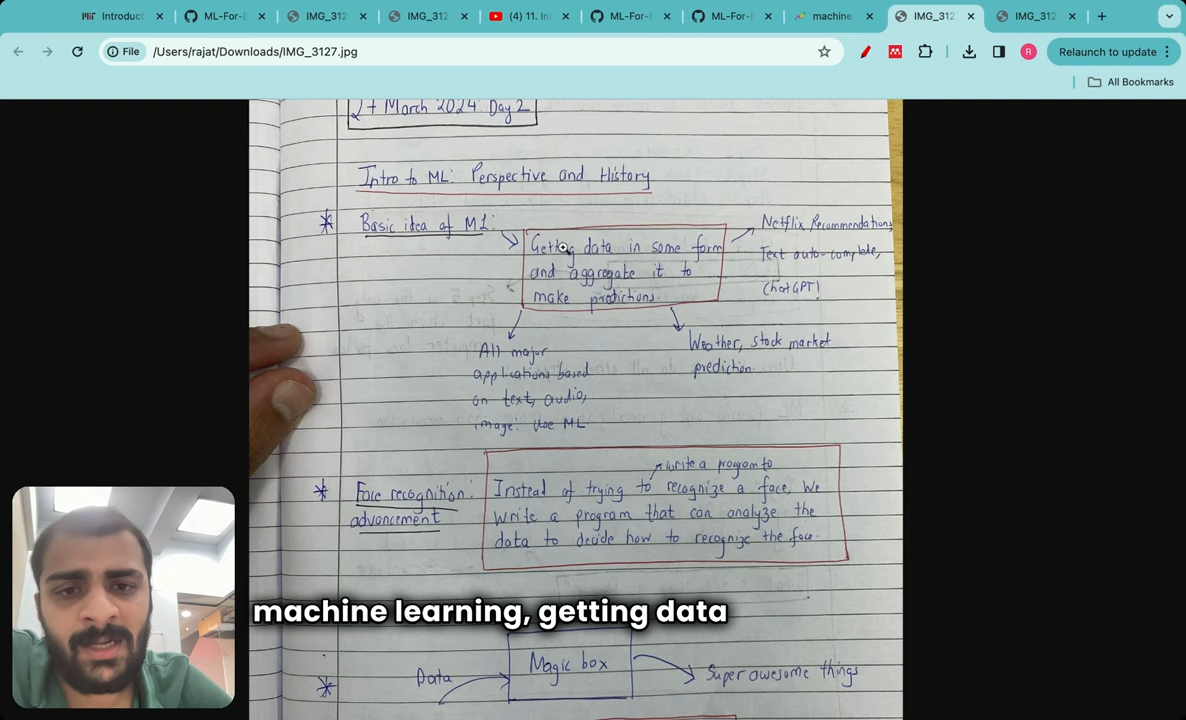 Introduct
ML-For-B
IMG_312
IMG_312
(4) 11. In
ML-For-B
ML-For-B
machine
IMG_312
IMG_312
File
/Users/rajat/Downloads/IMG_3127.jpg
R
Relaunch to update
All Bookmarks
27 March 2024 Day 2
Intro to ML: Perspective and History
* Basic idea of ML:
Getting data in some form
and aggregate it to
make predictions.
Netflix Recommendations,
Text auto-complete,
ChatGPT!
All major
applications based
on text, audio,
image: Use ML
Weather, stock market
prediction.
* Face recognition:
advancement
write a program to
Instead of trying to recognize a face, We
write a program that can analyze the
data to decide how to recognize the face.
machine learning, getting data
* Data
Magic box
Super awesome things